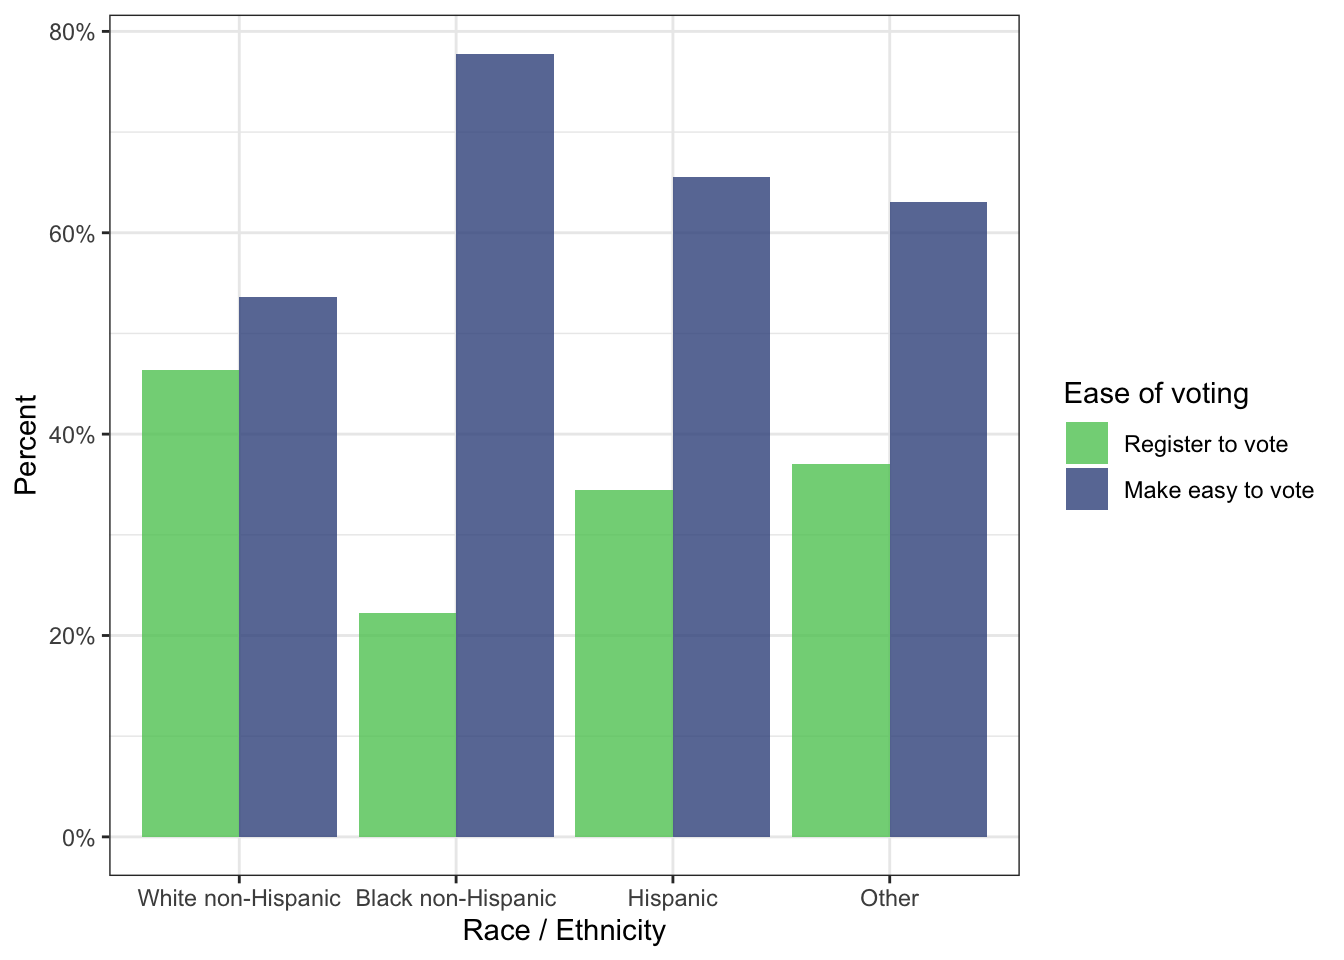 80%
60%
40%
20%
0%
Percent
White non-Hispanic
Black non-Hispanic
Hispanic
Other
Race / Ethnicity
Ease of voting
Register to vote
Make easy to vote